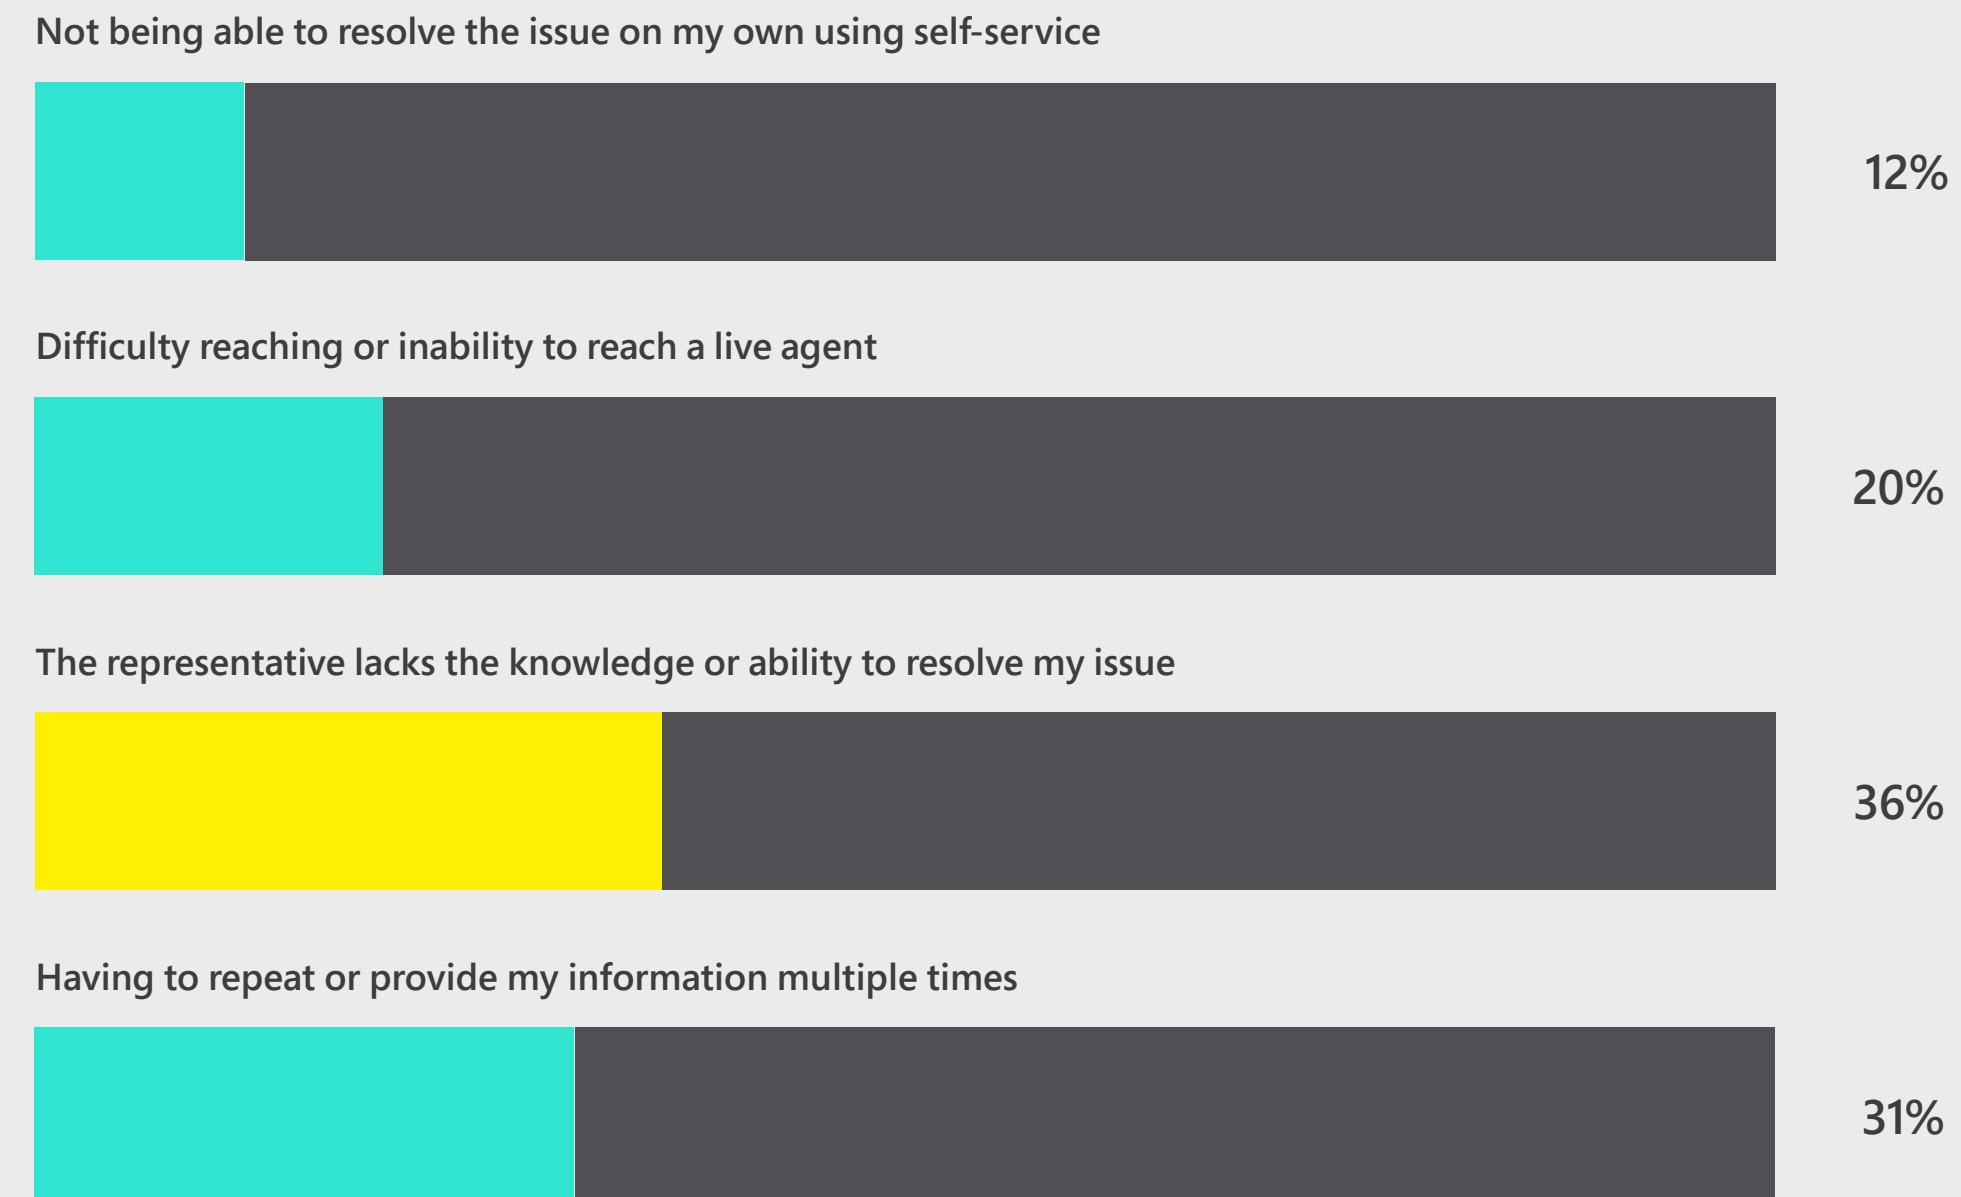 Not being able to resolve the issue on my own using self-service
12%
Difficulty reaching or inability to reach a live agent
20%
The representative lacks the knowledge or ability to resolve my issue
36%
Having to repeat or provide my information multiple times
31%